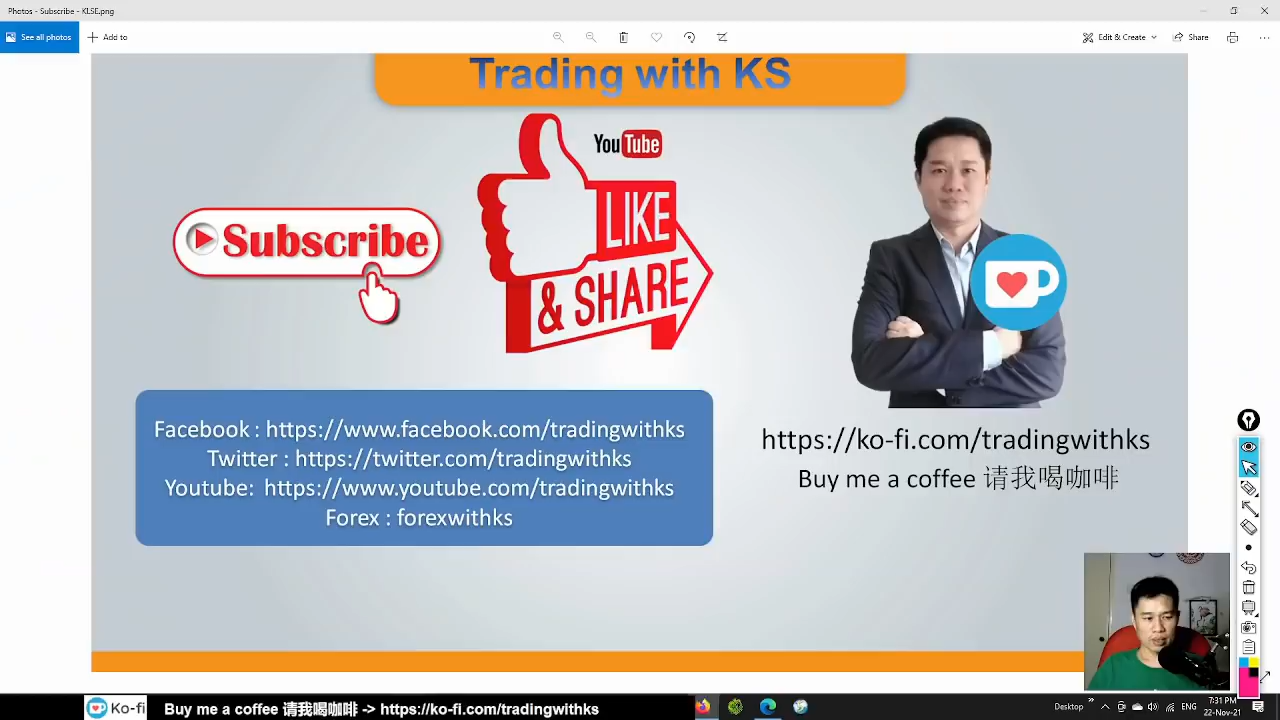 Photos - Subscribe - KLSE.png
See all photos
Add to
Edit & Create
Share
Trading with KS
YouTube
LIKE
& SHARE
Subscribe
Facebook : https://www.facebook.com/tradingwithks
Twitter : https://twitter.com/tradingwithks
Youtube: https://www.youtube.com/tradingwithks
Forex : forexwithks
https://ko-fi.com/tradingwithks
Buy me a coffee 请我喝咖啡
Ko-fi
Buy me a coffee 请我喝咖啡 -> https://ko-fi.com/tradingwithks
Desktop
ENG
7:31 PM
22-Nov-21